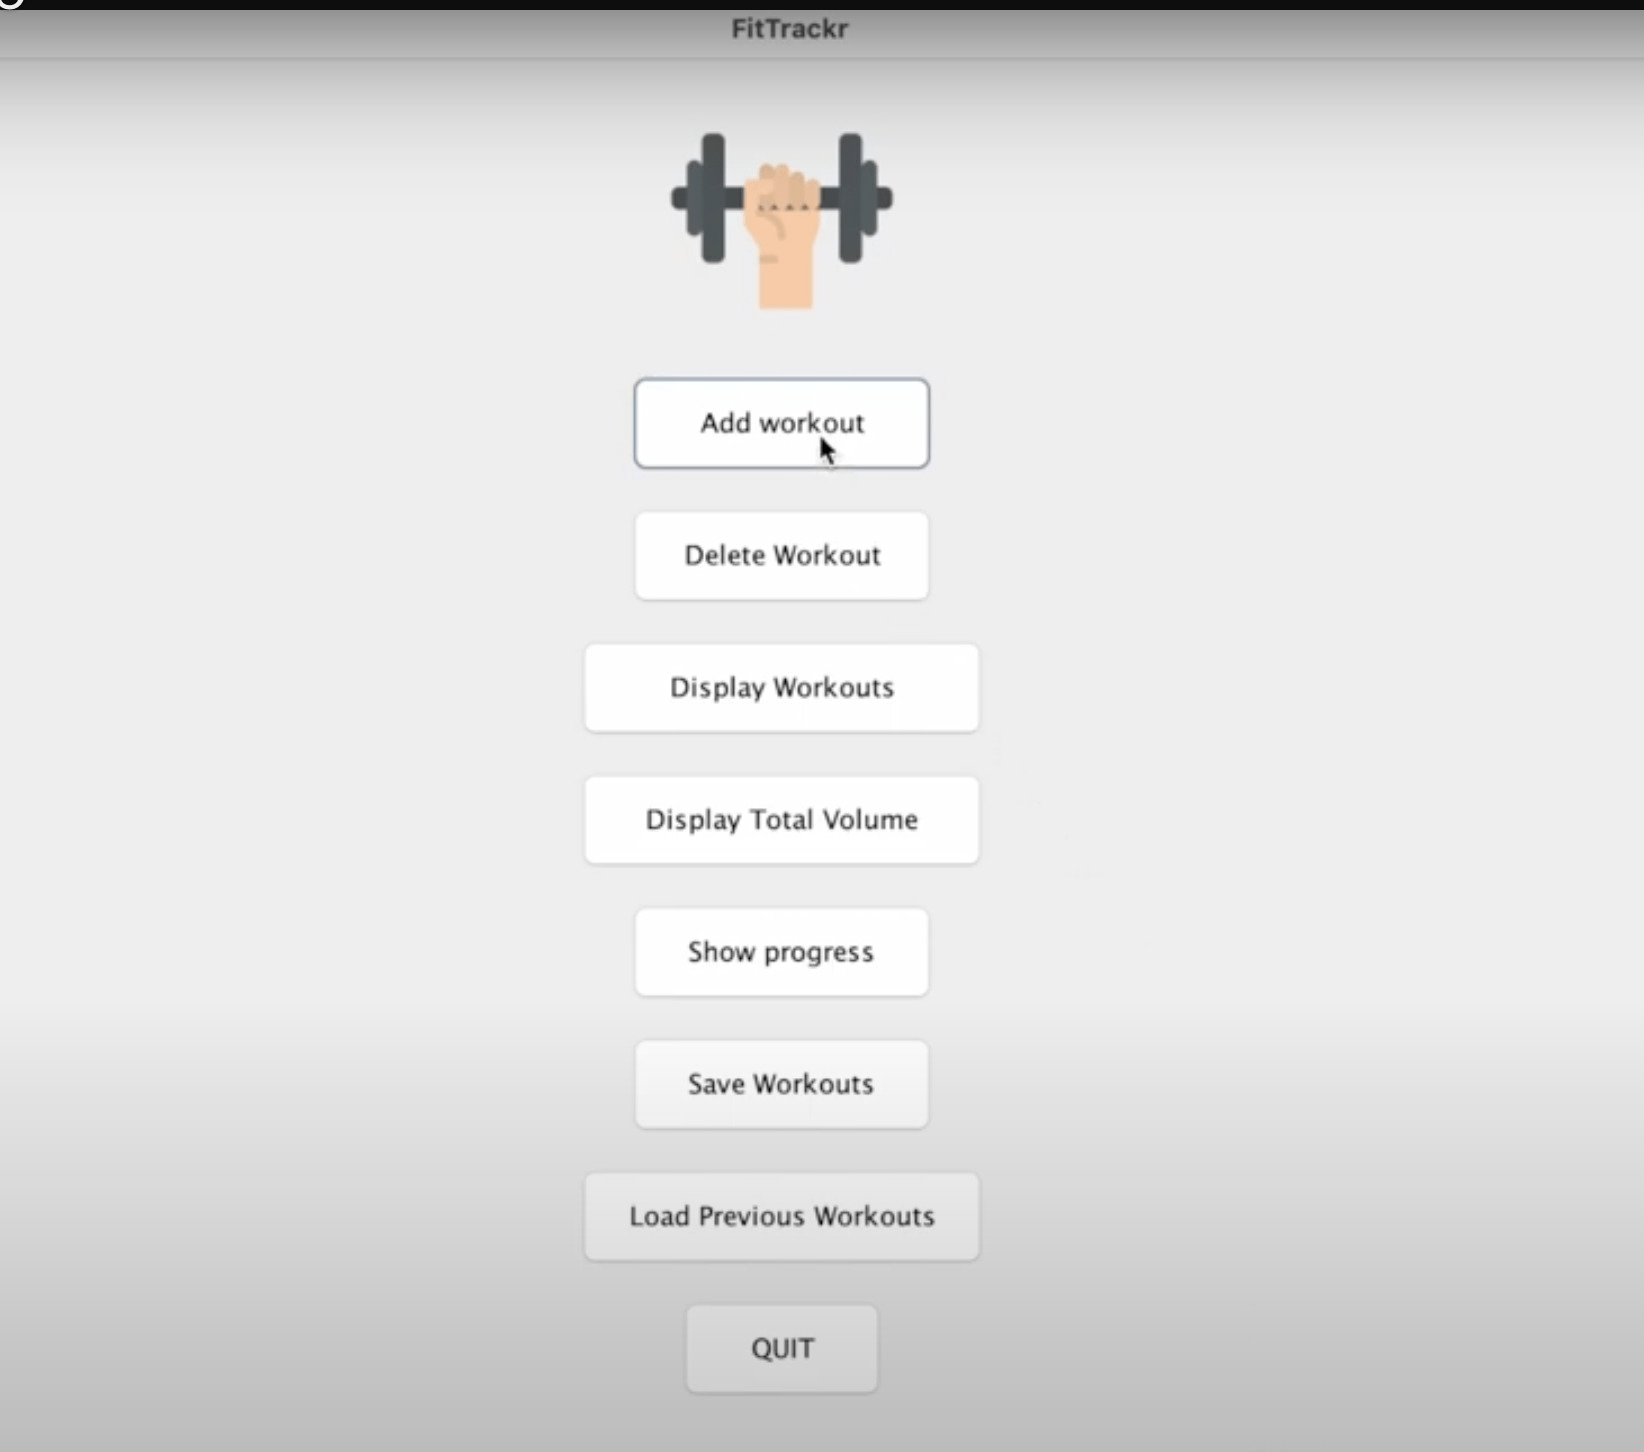 FitTrackr
Add workout
Delete Workout
Display Workouts
Display Total Volume
Show progress
Save Workouts
Load Previous Workouts
QUIT